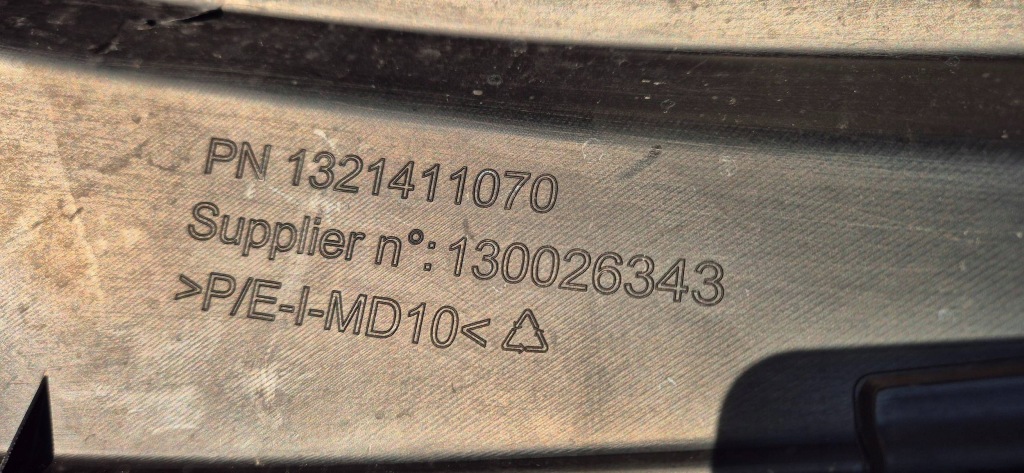 PN 1321411070
Supplier n°: 130026343
>P/E-I-MD10<